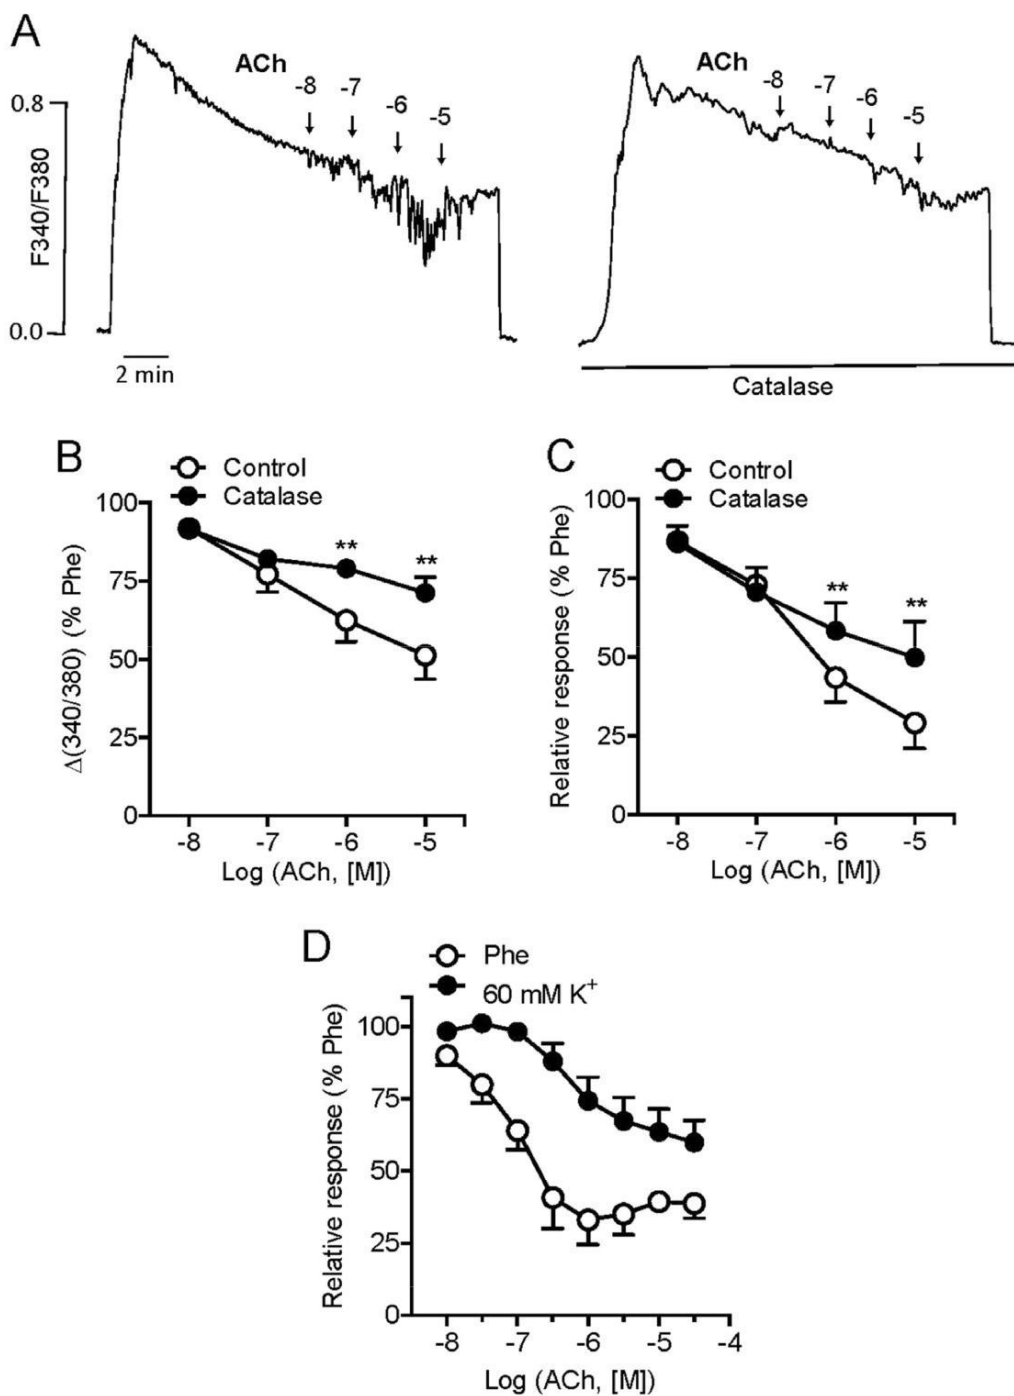 A
ACh
-8
-7
-6
-5
ACh
-8
-7
-6
-5
0.8
F340/F380
0.0
2 min
Catalase
B
Control
Catalase
100
75
50
25
0
Δ(340/380) (% Phe)
**
**
-8
-7
-6
-5
Log (ACh, [M])
C
Control
Catalase
100
75
50
25
0
Relative response (% Phe)
**
**
-8
-7
-6
-5
Log (ACh, [M])
D
Phe
60 mM K⁺
100
75
50
25
0
Relative response (% Phe)
-8
-7
-6
-5
-4
Log (ACh, [M])